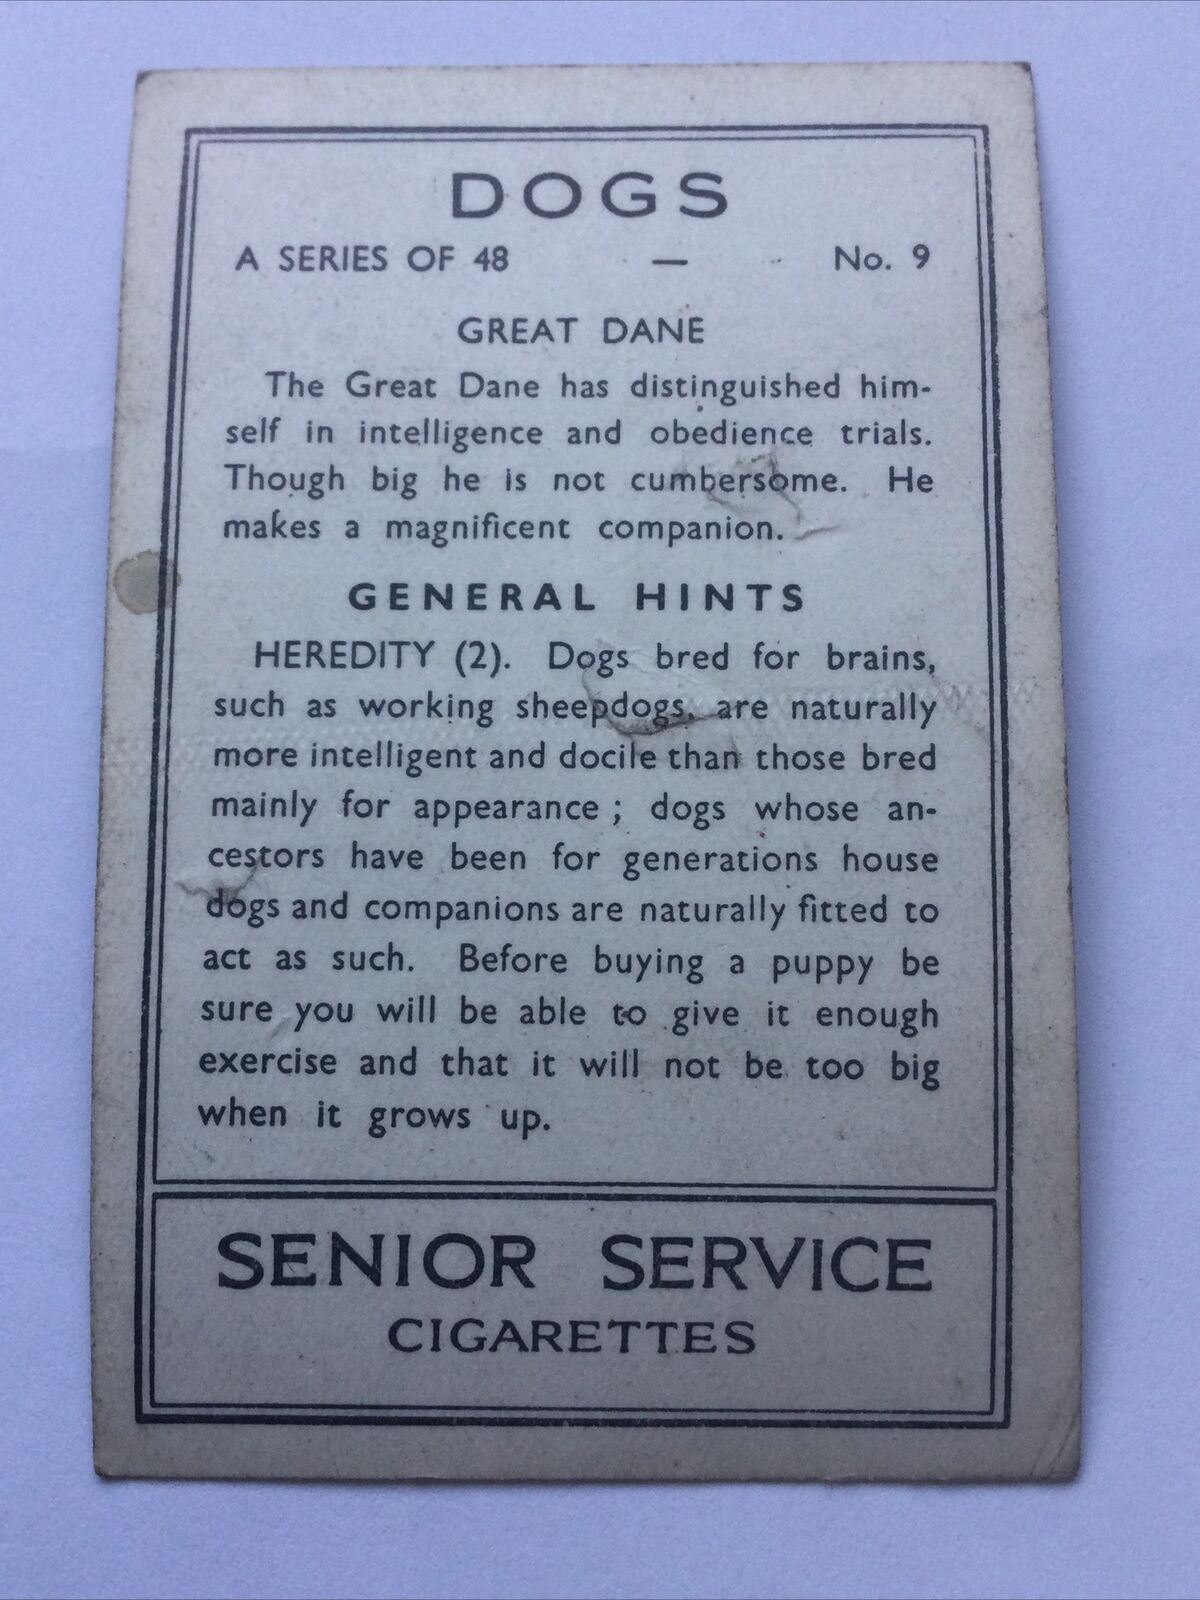 DOGS
A SERIES OF 48 — No. 9
GREAT DANE
The Great Dane has distinguished him-
self in intelligence and obedience trials.
Though big he is not cumbersome. He
makes a magnificent companion.
GENERAL HINTS
HEREDITY (2). Dogs bred for brains,
such as working sheepdogs, are naturally
more intelligent and docile than those bred
mainly for appearance ; dogs whose an-
cestors have been for generations house
dogs and companions are naturally fitted to
act as such. Before buying a puppy be
sure you will be able to give it enough
exercise and that it will not be too big
when it grows up.
SENIOR SERVICE
CIGARETTES